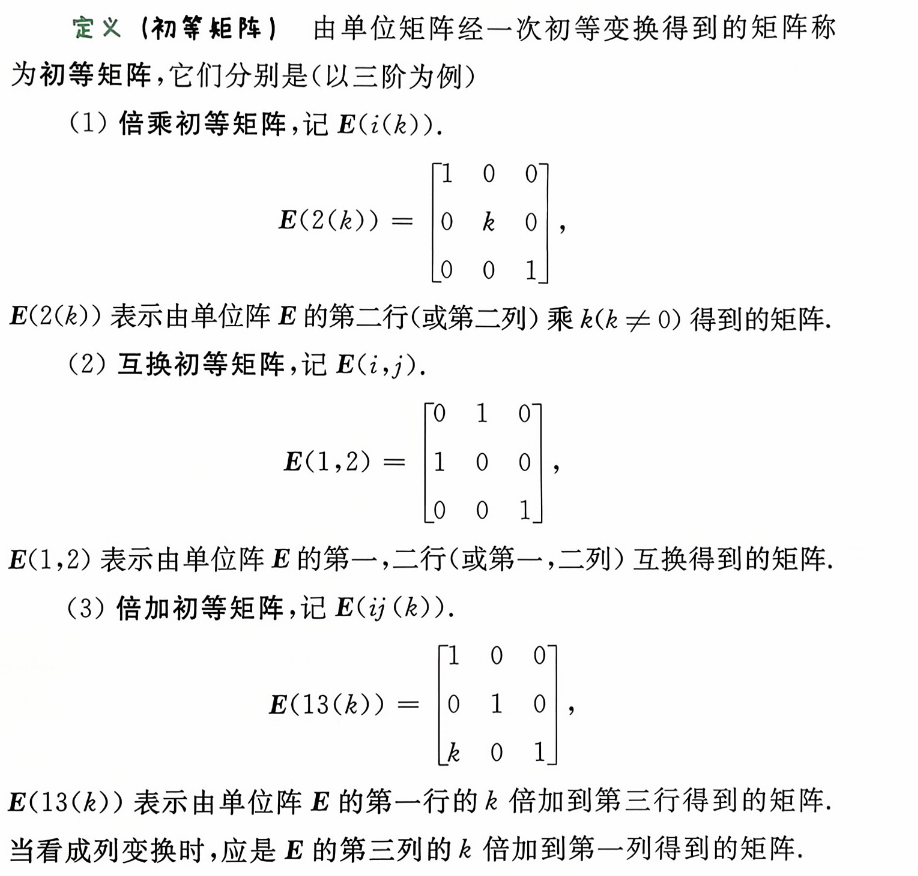 定义（初等矩阵） 由单位矩阵经一次初等变换得到的矩阵称
为初等矩阵,它们分别是(以三阶为例)
(1) 倍乘初等矩阵,记 E(i(k)).
1 0 0
E(2(k)) = 0 k 0 ,
0 0 1
E(2(k)) 表示由单位阵 E 的第二行(或第二列) 乘 k(k ≠ 0) 得到的矩阵.
(2) 互换初等矩阵,记 E(i,j).
0 1 0
E(1,2) = 1 0 0 ,
0 0 1
E(1,2) 表示由单位阵 E 的第一,二行(或第一,二列) 互换得到的矩阵.
(3) 倍加初等矩阵,记 E(ij(k)).
1 0 0
E(13(k)) = 0 1 0 ,
k 0 1
E(13(k)) 表示由单位阵 E 的第一行的 k 倍加到第三行得到的矩阵.
当看成列变换时,应是 E 的第三列的 k 倍加到第一列得到的矩阵.